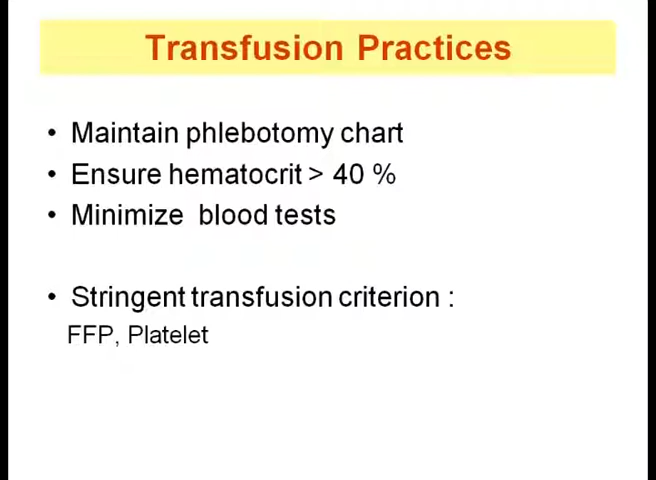 Transfusion Practices
• Maintain phlebotomy chart
• Ensure hematocrit > 40 %
• Minimize blood tests
• Stringent transfusion criterion :
FFP, Platelet